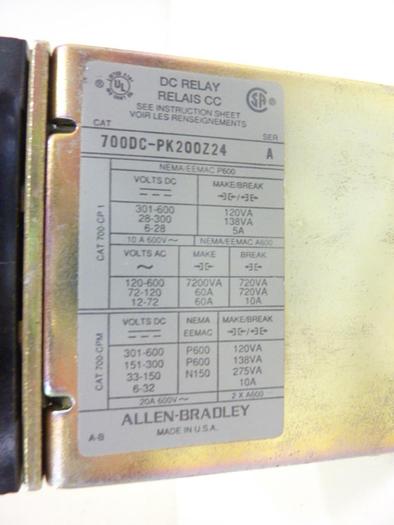 DC RELAY
RELAIS CC
SEE INSTRUCTION SHEET
VOIR LES RENSEIGNEMENTS
CAT SER
700DC-PK200Z24 A
NEMA/EEMAC P600
VOLTS DC MAKE/BREAK
301-600 120VA
28-300 138VA
6-28 5A
10 A 600V~ NEMA/EEMAC A600
VOLTS AC MAKE BREAK
~
120-600 7200VA 720VA
72-120 60A 720VA
12-72 60A 10A
CAT 700-CP1
VOLTS DC NEMA MAKE/BREAK
EEMAC
301-600 P600 120VA
151-300 P600 138VA
33-150 N150 275VA
6-32 10A
20A 600V~ 2 X A600
CAT 700-CPM
ALLEN-BRADLEY
A-B MADE IN U.S.A.
UL
SA